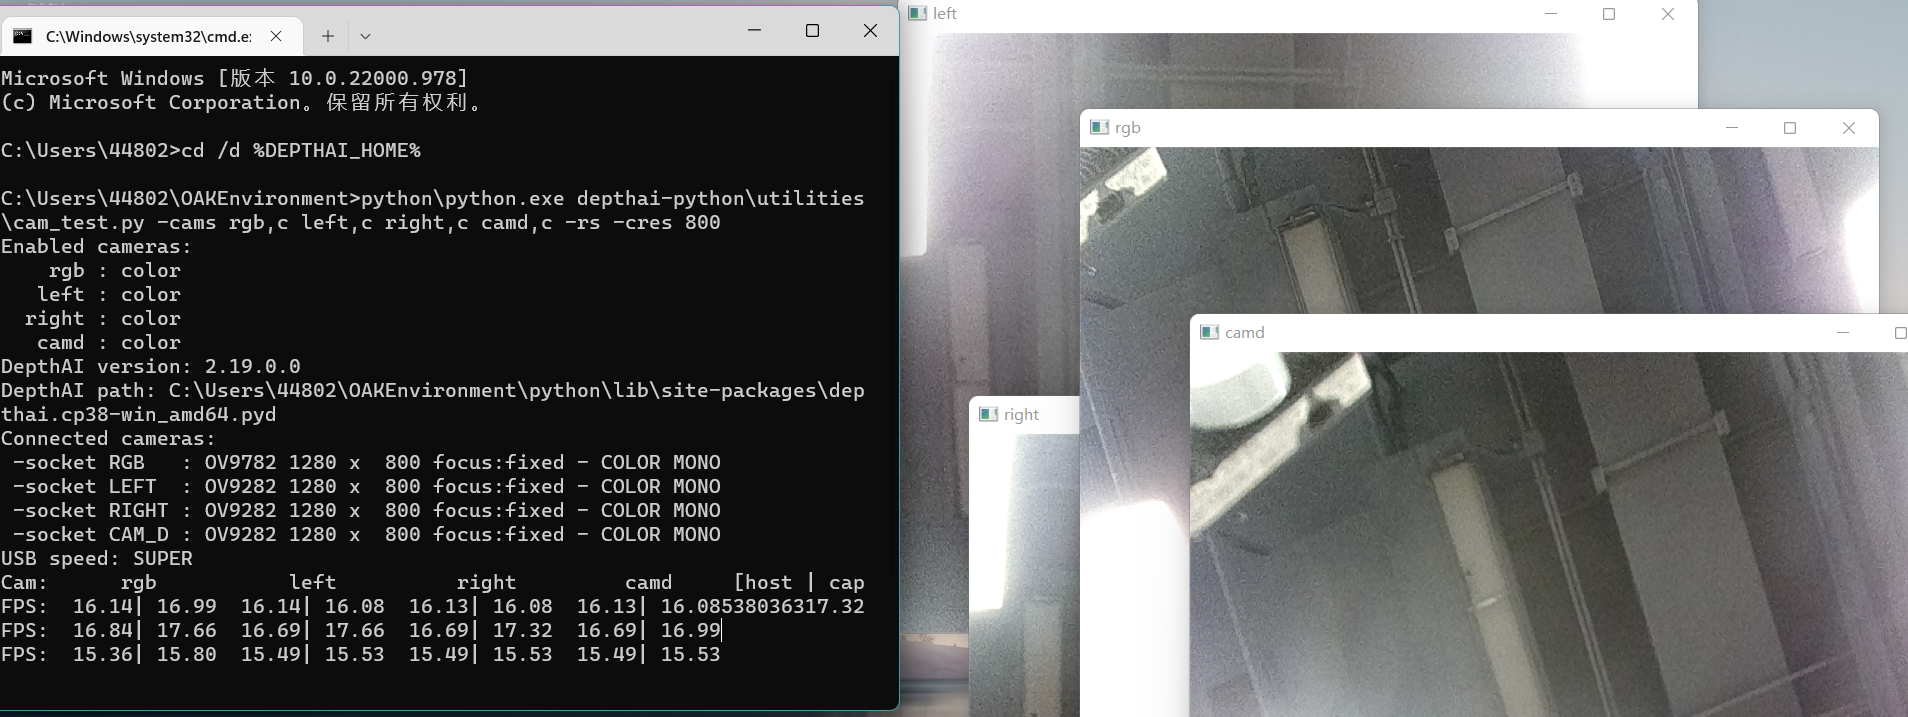 C:\Windows\system32\cmd.e
Microsoft Windows [版本 10.0.22000.978]
(c) Microsoft Corporation。保留所有权利。
C:\Users\44802>cd /d %DEPTHAI_HOME%
C:\Users\44802\OAKEnvironment>python\python.exe depthai-python\utilities
\cam_test.py -cams rgb,c left,c right,c camd,c -rs -cres 800
Enabled cameras:
rgb : color
left : color
right : color
camd : color
DepthAI version: 2.19.0.0
DepthAI path: C:\Users\44802\OAKEnvironment\python\lib\site-packages\dep
thai.cp38-win_amd64.pyd
Connected cameras:
-socket RGB : OV9782 1280 x 800 focus:fixed - COLOR MONO
-socket LEFT : OV9282 1280 x 800 focus:fixed - COLOR MONO
-socket RIGHT : OV9282 1280 x 800 focus:fixed - COLOR MONO
-socket CAM_D : OV9282 1280 x 800 focus:fixed - COLOR MONO
USB speed: SUPER
Cam: rgb left right camd [host | cap
FPS: 16.14| 16.99 16.14| 16.08 16.13| 16.08 16.13| 16.08538036317.32
FPS: 16.84| 17.66 16.69| 17.66 16.69| 17.32 16.69| 16.99
FPS: 15.36| 15.80 15.49| 15.53 15.49| 15.53 15.49| 15.53
left
rgb
camd
right